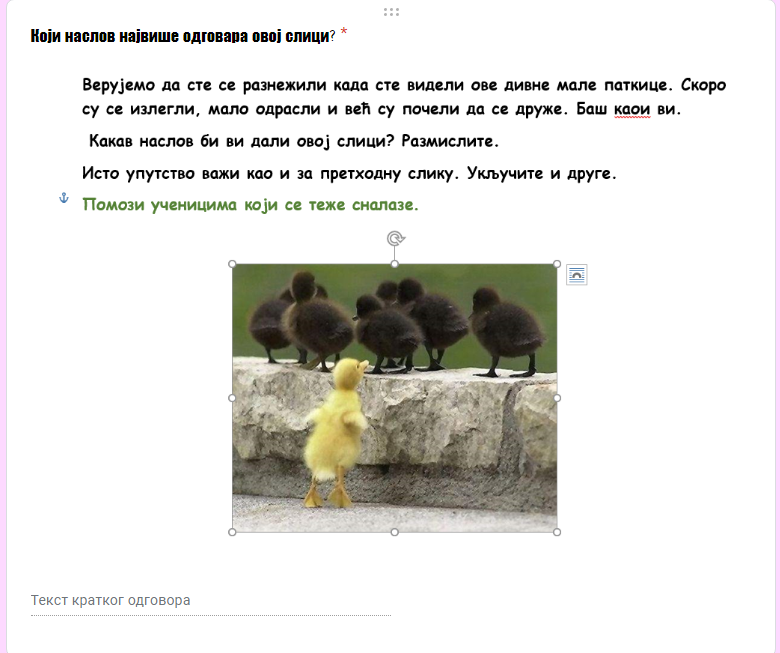 Који наслов највише одговара овој слици? *
Верујемо да сте се разнежили када сте видели ове дивне мале паткице. Скоро
су се излегли, мало одрасли и већ су почели да се друже. Баш каои ви.
Какав наслов би ви дали овој слици? Размислите.
Исто упутство важи као и за претходну слику. Укључите и друге.
Помози ученицима који се теже сналазе.
Текст кратког одговора